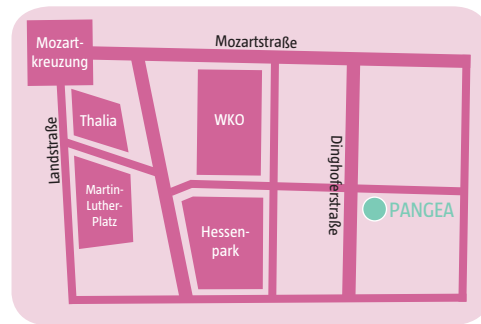 Mozart-
kreuzung
Mozartstraße
Thalia
WKO
Landstraße
Dinghoferstraße
Martin-
Luther-
Platz
PANGEA
Hessen-
park